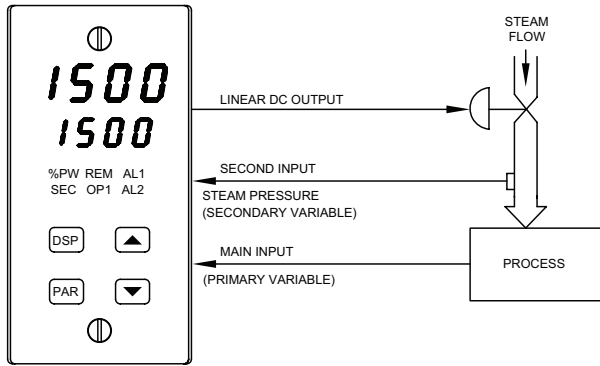 1500
1500
%PW REM AL1
SEC OP1 AL2
DSP
PAR
STEAM
FLOW
LINEAR DC OUTPUT
SECOND INPUT
STEAM PRESSURE
(SECONDARY VARIABLE)
MAIN INPUT
(PRIMARY VARIABLE)
PROCESS